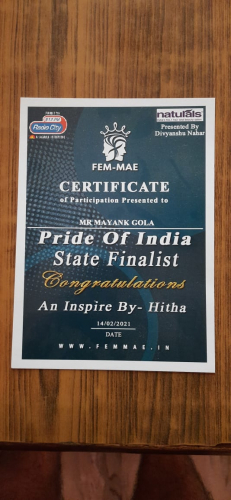 Radio City
naturals
Presented By
Divyanshu Nahar
FEM-MAE
CERTIFICATE
of Participation Presented to
MR MAYANK GOLA
Pride Of India
State Finalist
Congratulations
An Inspire By- Hitha
14/02/2021
DATE
WWW.FEMMAE.IN